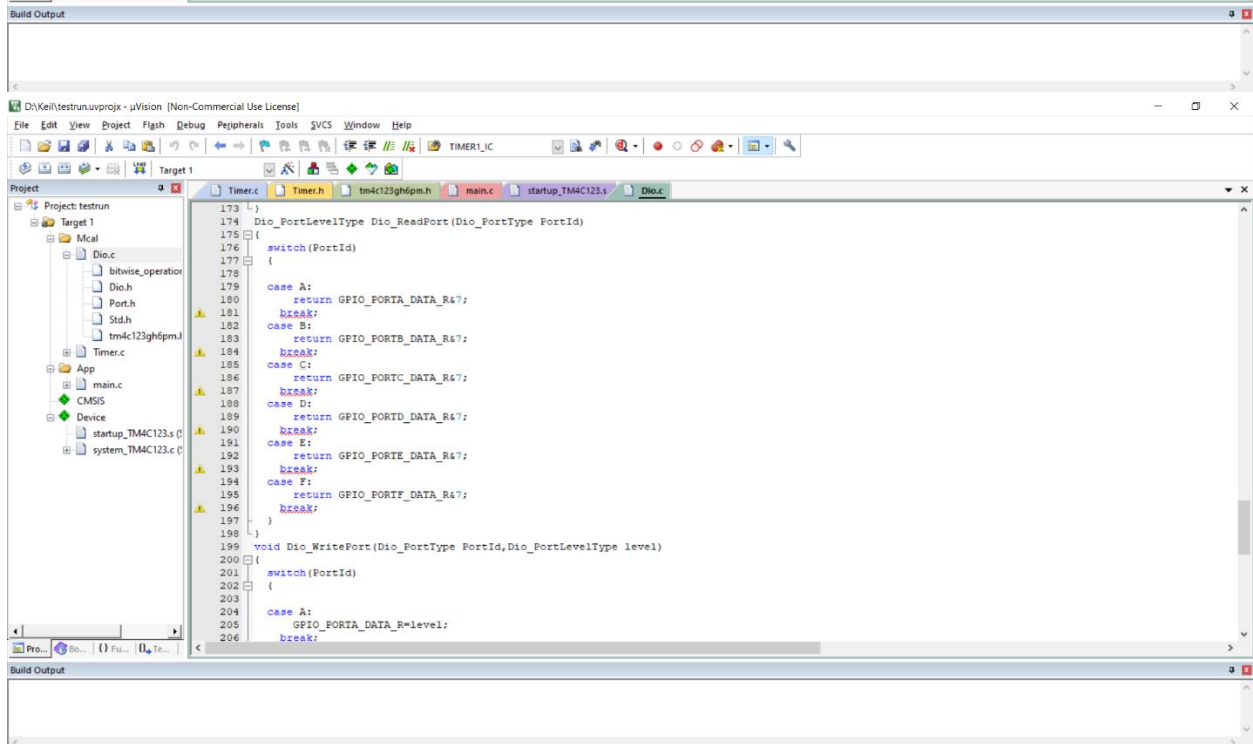 Build Output
D:\Keil\testrun.uvprojx - µVision [Non-Commercial Use License]
File Edit View Project Flash Debug Peripherals Tools SVCS Window Help
TIMER1_IC
Target 1
Project
Timer.c Timer.h tm4c123gh6pm.h main.c startup_TM4C123.s Dio.c
Project: testrun
Target 1
Mcal
Dio.c
bitwise_operation
Dio.h
Port.h
Std.h
tm4c123gh6pm.h
Timer.c
App
main.c
CMSIS
Device
startup_TM4C123.s (S
system_TM4C123.c (S
173 }
174 Dio_PortLevelType Dio_ReadPort(Dio_PortType PortId)
175 {
176 switch(PortId)
177 {
178
179 case A:
180 return GPIO_PORTA_DATA_R&7;
181 break;
182 case B:
183 return GPIO_PORTB_DATA_R&7;
184 break;
185 case C:
186 return GPIO_PORTC_DATA_R&7;
187 break;
188 case D:
189 return GPIO_PORTD_DATA_R&7;
190 break;
191 case E:
192 return GPIO_PORTE_DATA_R&7;
193 break;
194 case F:
195 return GPIO_PORTF_DATA_R&7;
196 break;
197 }
198 }
199 void Dio_WritePort(Dio_PortType PortId,Dio_PortLevelType level)
200 {
201 switch(PortId)
202 {
203
204 case A:
205 GPIO_PORTA_DATA_R=level;
206 break;
Pro... Bo... {} Fu... Te...
Build Output